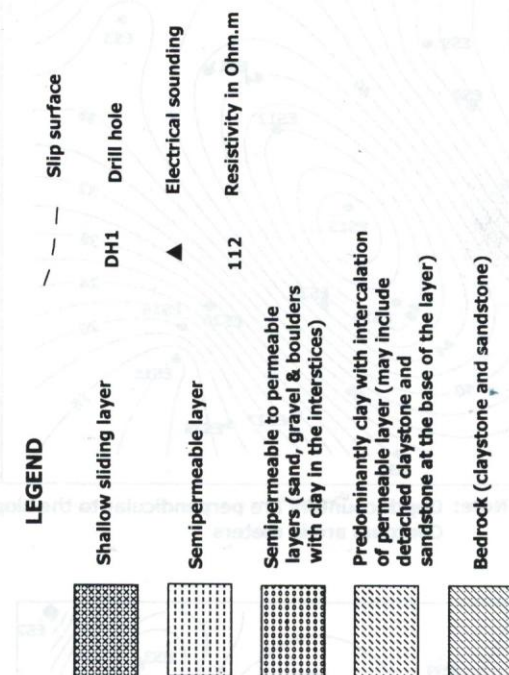 LEGEND
Shallow sliding layer
Semipermeable layer
Semipermeable to permeable
layers (sand, gravel & boulders
with clay in the interstices)
Predominantly clay with intercalation
of permeable layer (may include
detached claystone and
sandstone at the base of the layer)
Bedrock (claystone and sandstone)
Slip surface
DH1 Drill hole
Electrical sounding
112 Resistivity in Ohm.m